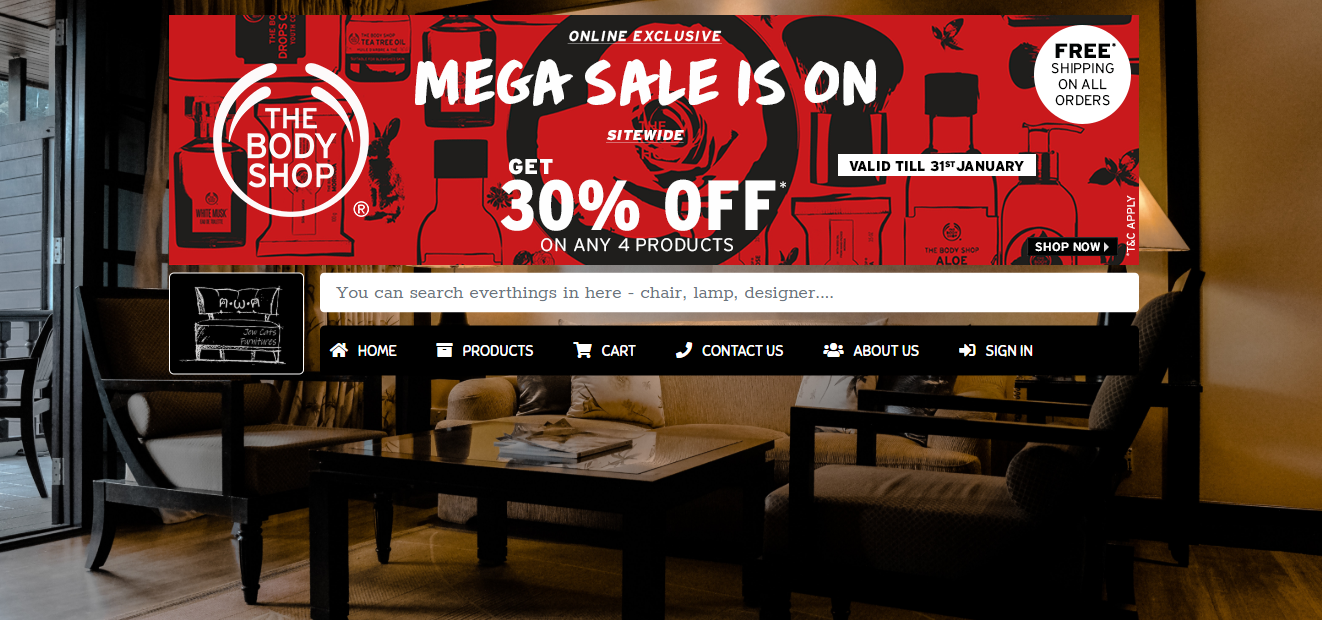 ONLINE EXCLUSIVE
MEGA SALE IS ON
SITEWIDE
GET
30% OFF*
ON ANY 4 PRODUCTS
THE
BODY
SHOP
®
FREE*
SHIPPING
ON ALL
ORDERS
VALID TILL 31ST JANUARY
SHOP NOW
*T&C APPLY
THE BODY SHOP
TEA TREE OIL
DROPS
WHITE MUSK
THE BODY SHOP
ALOE
A·W·A
Jew Cats
Furnitures
You can search everthings in here - chair, lamp, designer....
HOME
PRODUCTS
CART
CONTACT US
ABOUT US
SIGN IN